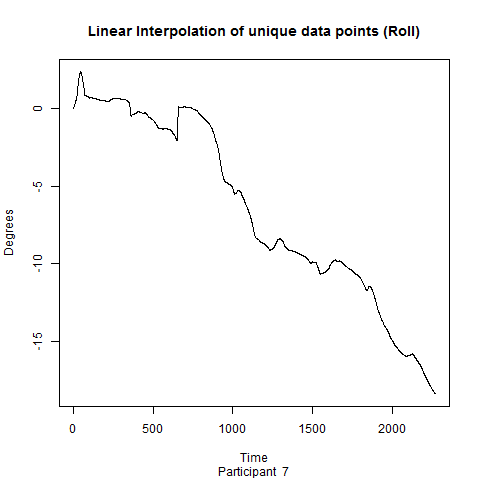 Linear Interpolation of unique data points (Roll)
Degrees
0
-5
-10
-15
0 500 1000 1500 2000
Time
Participant 7